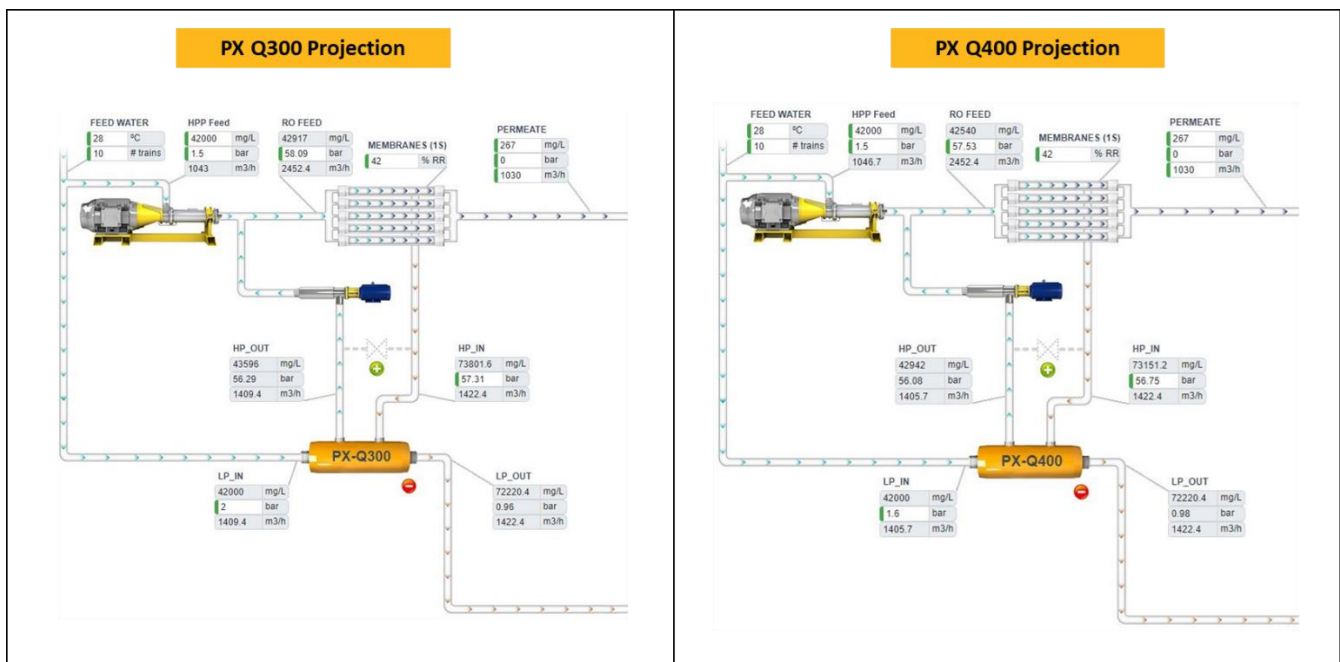 PX Q300 Projection
FEED WATER
28 ºC
10 # trains
HPP Feed
42000 mg/L
1.5 bar
1043 m3/h
RO FEED
42917 mg/L
58.09 bar
2452.4 m3/h
MEMBRANES (1S)
42 % RR
PERMEATE
267 mg/L
0 bar
1030 m3/h
HP_OUT
43596 mg/L
56.29 bar
1409.4 m3/h
HP_IN
73801.6 mg/L
57.31 bar
1422.4 m3/h
PX-Q300
LP_IN
42000 mg/L
2 bar
1409.4 m3/h
LP_OUT
72220.4 mg/L
0.96 bar
1422.4 m3/h
PX Q400 Projection
FEED WATER
28 ºC
10 # trains
HPP Feed
42000 mg/L
1.5 bar
1046.7 m3/h
RO FEED
42540 mg/L
57.53 bar
2452.4 m3/h
MEMBRANES (1S)
42 % RR
PERMEATE
267 mg/L
0 bar
1030 m3/h
HP_OUT
42942 mg/L
56.08 bar
1405.7 m3/h
HP_IN
73151.2 mg/L
56.75 bar
1422.4 m3/h
PX-Q400
LP_IN
42000 mg/L
1.6 bar
1405.7 m3/h
LP_OUT
72220.4 mg/L
0.98 bar
1422.4 m3/h